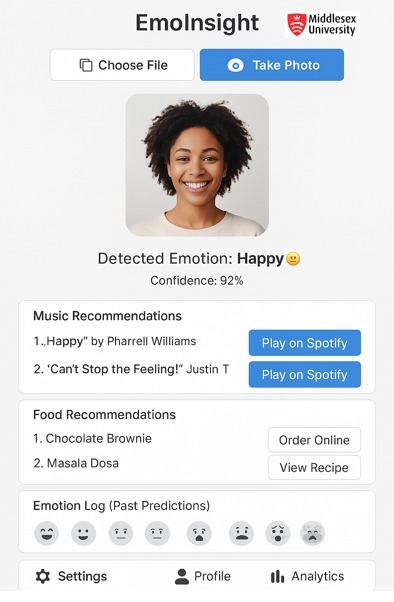 EmoInsight
Middlesex
University
Choose File
Take Photo
Detected Emotion: Happy
Confidence: 92%
Music Recommendations
1.„Happy” by Pharrell Williams
Play on Spotify
2. ‘Can’t Stop the Feeling!” Justin T
Play on Spotify
Food Recommendations
1. Chocolate Brownie
Order Online
2. Masala Dosa
View Recipe
Emotion Log (Past Predictions)
Settings
Profile
Analytics